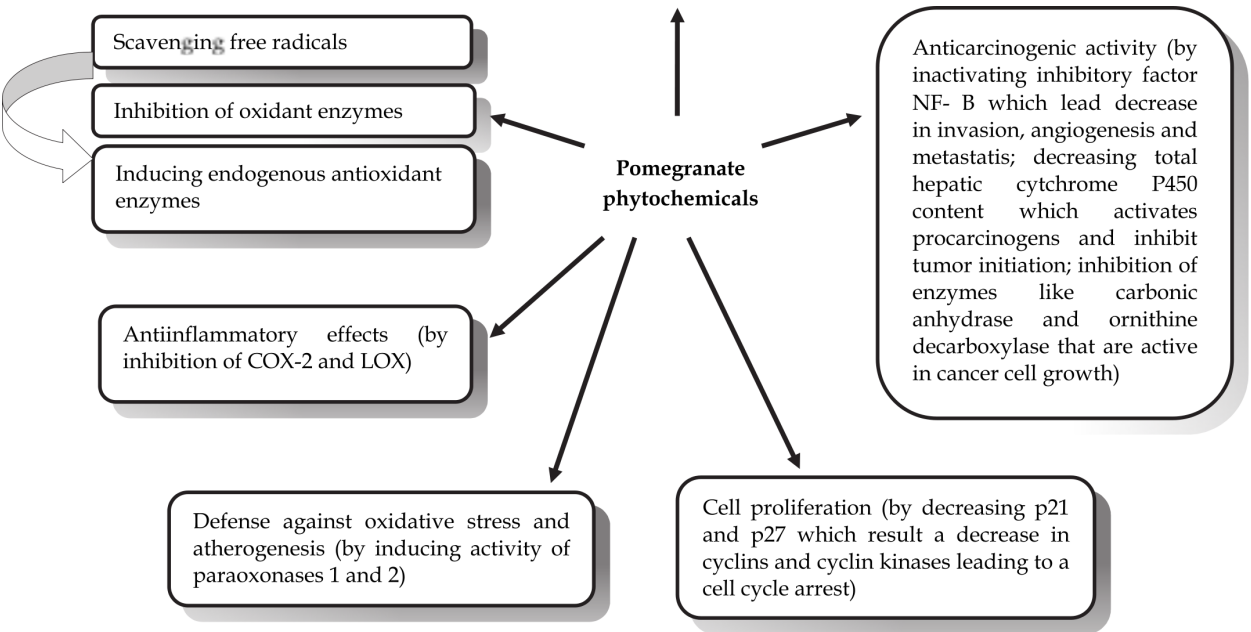 Scavenging free radicals
Inhibition of oxidant enzymes
Inducing endogenous antioxidant
enzymes
Pomegranate
phytochemicals
Anticarcinogenic activity (by
inactivating inhibitory factor
NF- B which lead decrease
in invasion, angiogenesis and
metastatis; decreasing total
hepatic cytchrome P450
content which activates
procarcinogens and inhibit
tumor initiation; inhibition of
enzymes like carbonic
anhydrase and ornithine
decarboxylase that are active
in cancer cell growth)
Antiinflammatory effects (by
inhibition of COX-2 and LOX)
Defense against oxidative stress and
atherogenesis (by inducing activity of
paraoxonases 1 and 2)
Cell proliferation (by decreasing p21
and p27 which result a decrease in
cyclins and cyclin kinases leading to a
cell cycle arrest)